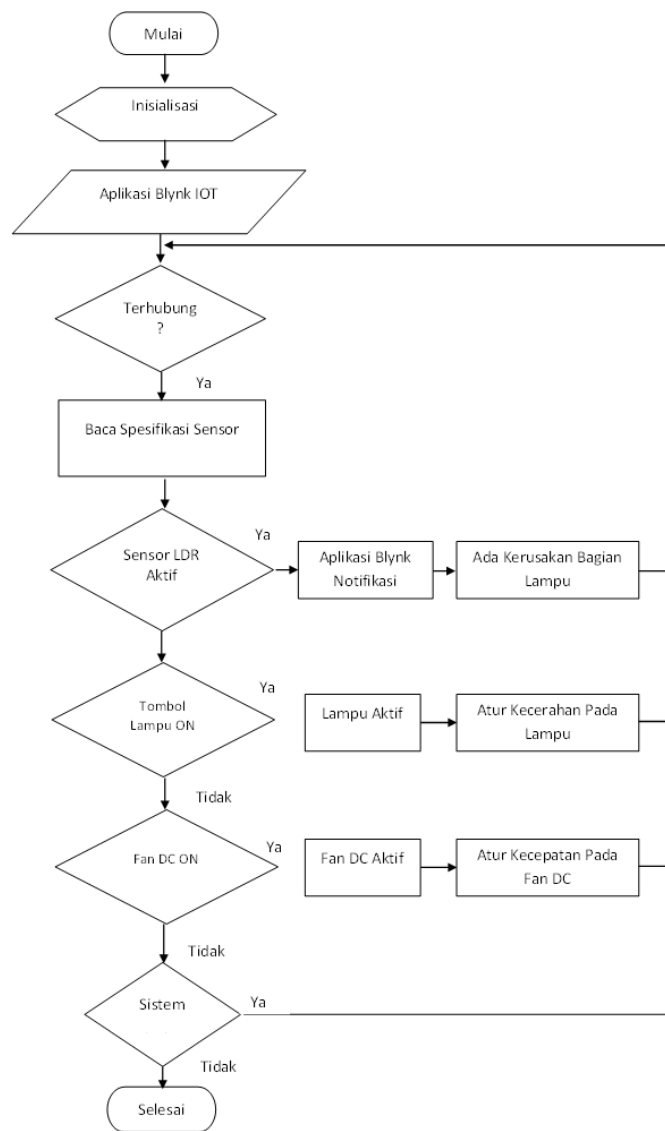 Mulai
Inisialisasi
Aplikasi Blynk IOT
Terhubung
?
Ya
Baca Spesifikasi Sensor
Ya
Sensor LDR
Aktif
Aplikasi Blynk
Notifikasi
Ada Kerusakan Bagian
Lampu
Ya
Tombol
Lampu ON
Lampu Aktif
Atur Kecerahan Pada
Lampu
Tidak
Ya
Fan DC ON
Fan DC Aktif
Atur Kecepatan Pada
Fan DC
Tidak
Sistem
Ya
Tidak
Selesai